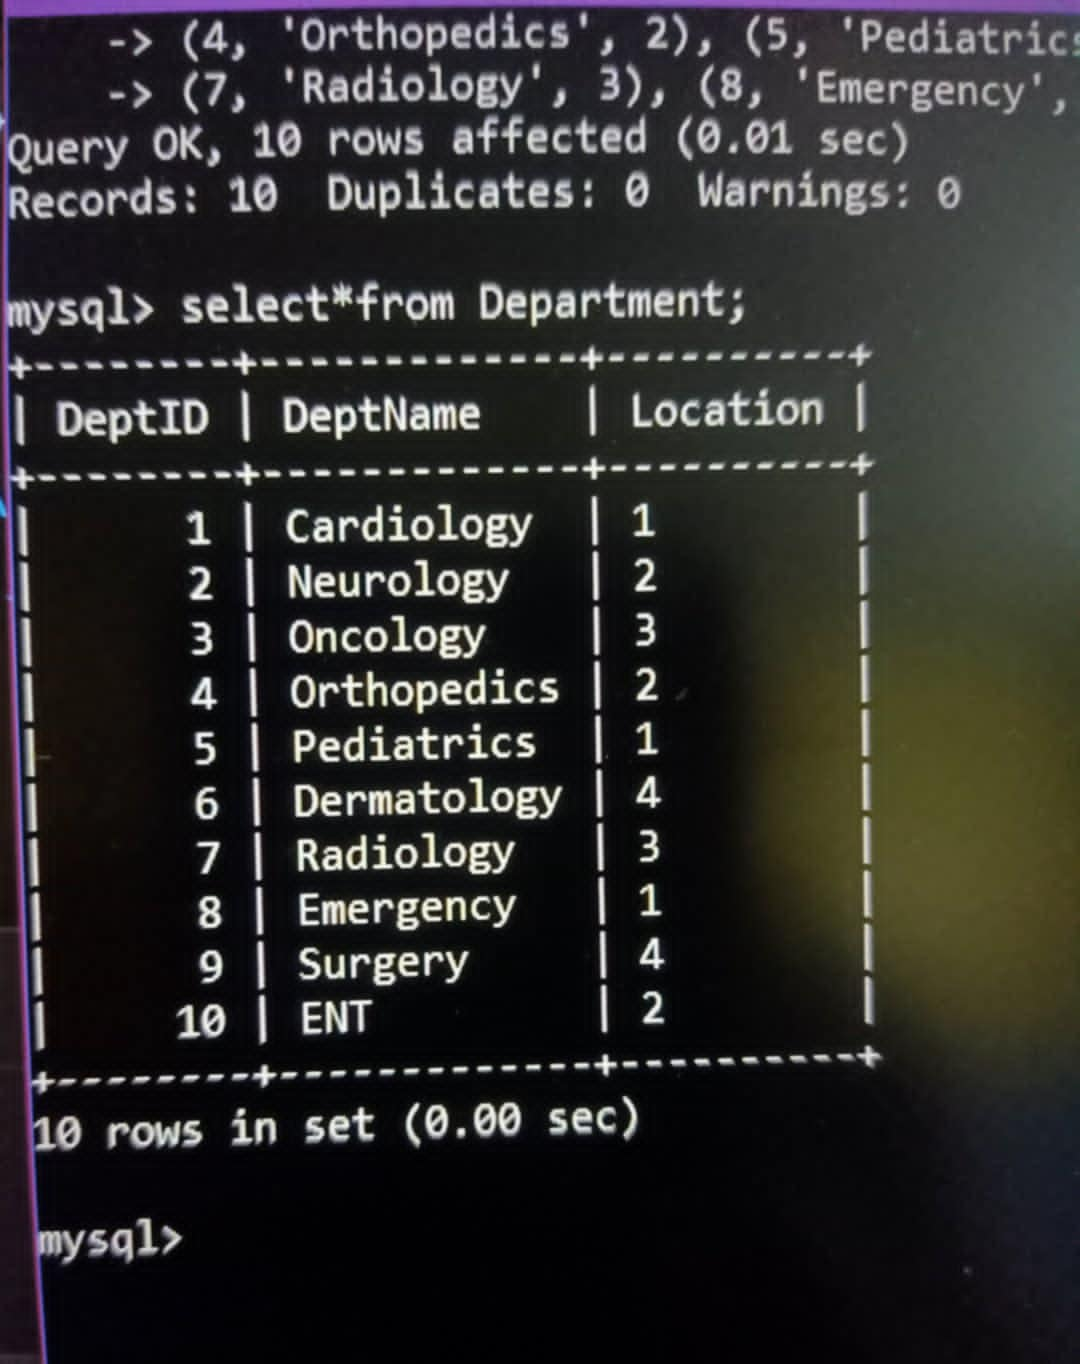 -> (4, 'Orthopedics', 2), (5, 'Pediatrics
-> (7, 'Radiology', 3), (8, 'Emergency',
Query OK, 10 rows affected (0.01 sec)
Records: 10  Duplicates: 0  Warnings: 0
mysql> select*from Department;
+--------+-------------+----------+
| DeptID | DeptName    | Location |
+--------+-------------+----------+
|      1 | Cardiology  | 1        |
|      2 | Neurology   | 2        |
|      3 | Oncology    | 3        |
|      4 | Orthopedics | 2        |
|      5 | Pediatrics  | 1        |
|      6 | Dermatology | 4        |
|      7 | Radiology   | 3        |
|      8 | Emergency   | 1        |
|      9 | Surgery     | 4        |
|     10 | ENT         | 2        |
+--------+-------------+----------+
10 rows in set (0.00 sec)
mysql>